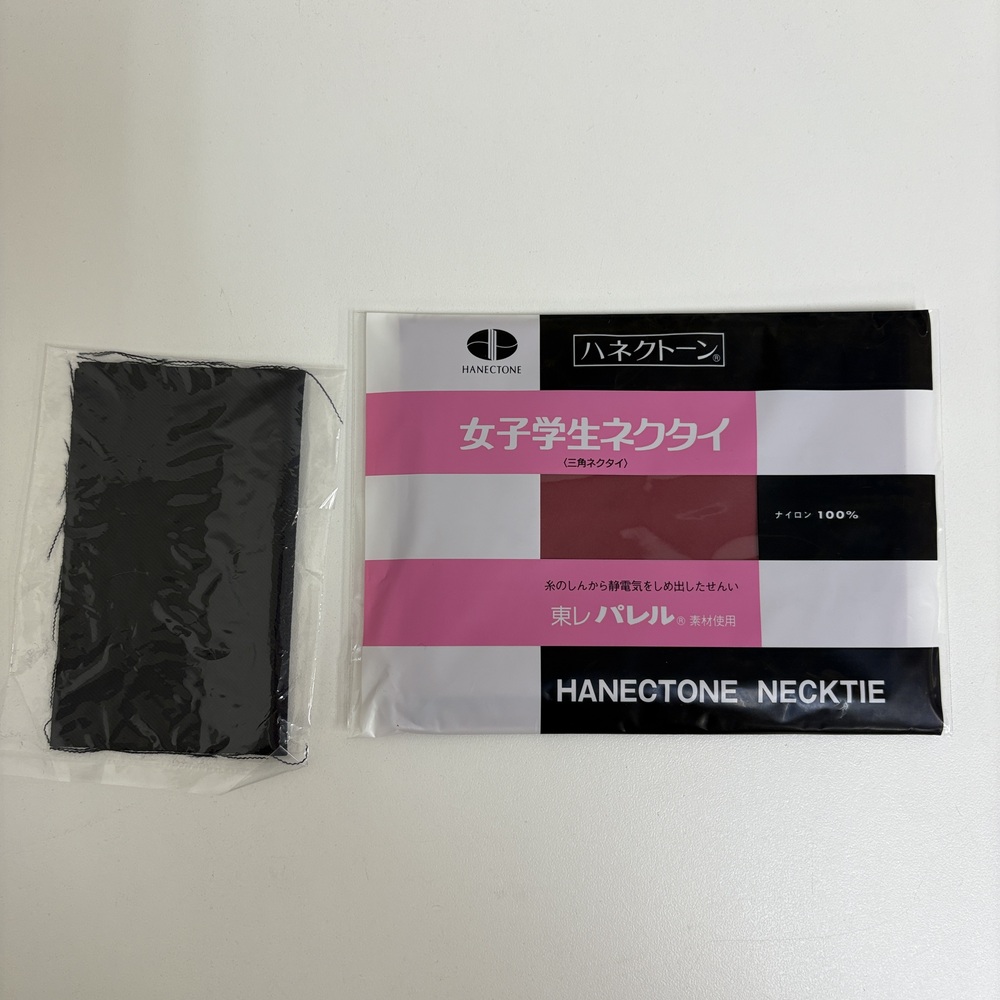 HANECTONE
ハネクトーン®
女子学生ネクタイ
〈三角ネクタイ〉
ナイロン 100%
糸のしんから静電気をしめ出したせんい
東レ パレル® 素材使用
HANECTONE NECKTIE